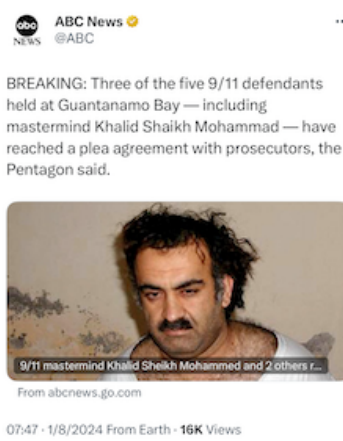 abc
NEWS
ABC News
@ABC
BREAKING: Three of the five 9/11 defendants
held at Guantanamo Bay — including
mastermind Khalid Shaikh Mohammad — have
reached a plea agreement with prosecutors, the
Pentagon said.
9/11 mastermind Khalid Sheikh Mohammed and 2 others r...
From abcnews.go.com
07:47 · 1/8/2024 From Earth · 16K Views